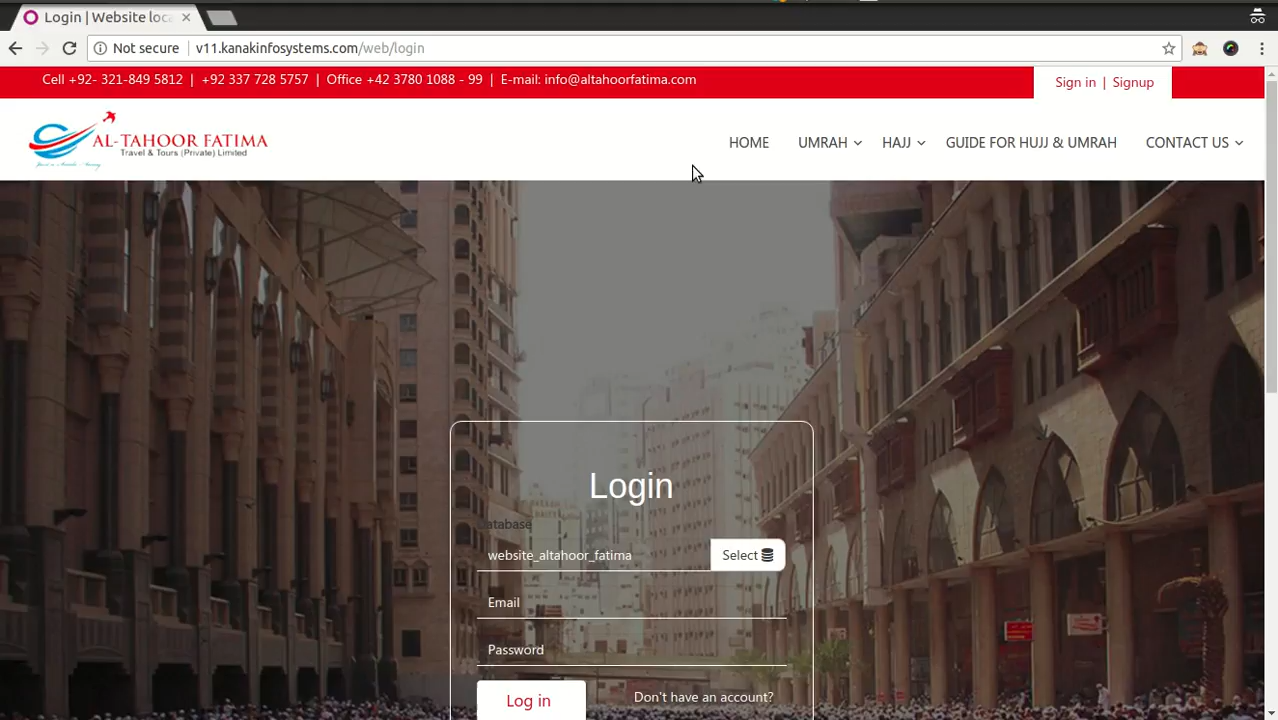 Login | Website loca
Not secure v11.kanakinfosystems.com/web/login
Cell +92- 321-849 5812 | +92 337 728 5757 | Office +42 3780 1088 - 99 | E-mail: info@altahoorfatima.com
Sign in | Signup
AL-TAHOOR FATIMA
Travel & Tours (Private) Limited
HOME UMRAH HAJJ GUIDE FOR HUJJ & UMRAH CONTACT US
Login
Database
website_altahoor_fatima Select
Email
Password
Log in Don't have an account?